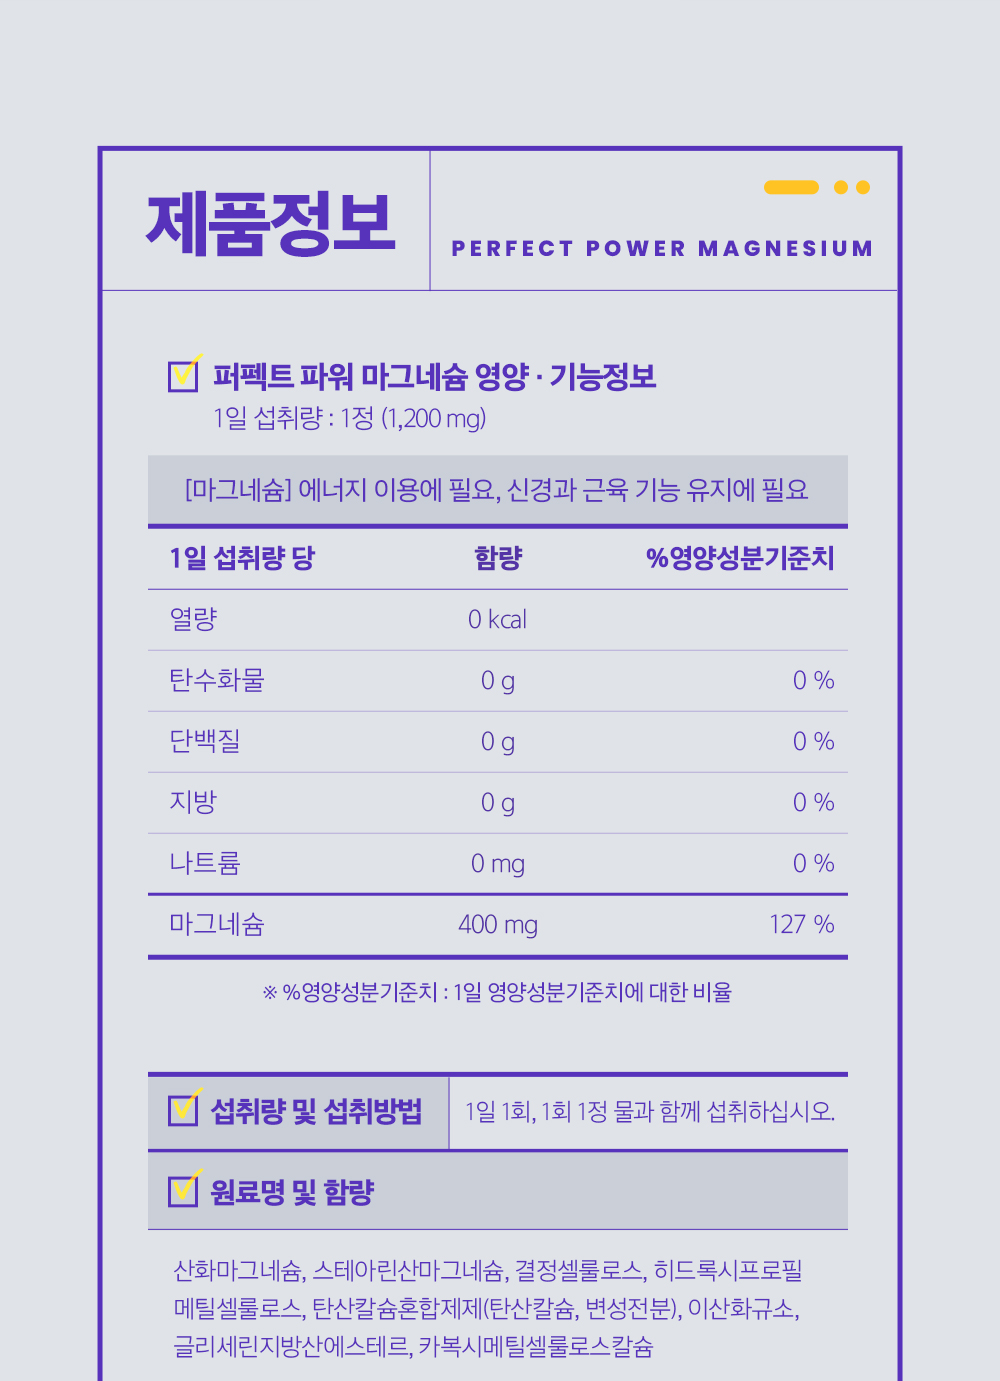 제품정보
PERFECT POWER MAGNESIUM
퍼펙트 파워 마그네슘 영양 · 기능정보
1일 섭취량 : 1정 (1,200 mg)
[마그네슘] 에너지 이용에 필요, 신경과 근육 기능 유지에 필요
1일 섭취량 당 함량 %영양성분기준치
열량 0 kcal
탄수화물 0 g 0 %
단백질 0 g 0 %
지방 0 g 0 %
나트륨 0 mg 0 %
마그네슘 400 mg 127 %
※ %영양성분기준치 : 1일 영양성분기준치에 대한 비율
섭취량 및 섭취방법 1일 1회, 1회 1정 물과 함께 섭취하십시오.
원료명 및 함량
산화마그네슘, 스테아린산마그네슘, 결정셀룰로스, 히드록시프로필
메틸셀룰로스, 탄산칼슘혼합제제(탄산칼슘, 변성전분), 이산화규소,
글리세린지방산에스테르, 카복시메틸셀룰로스칼슘